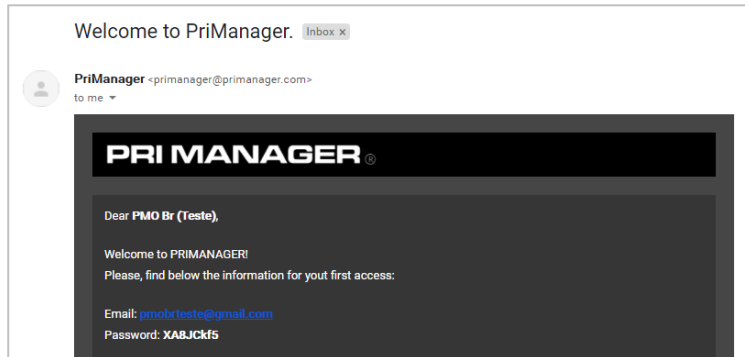 Welcome to PriManager. Inbox x
PriManager <primanager@primanager.com>
to me
PRI MANAGER ®
Dear PMO Br (Teste),
Welcome to PRIMANAGER!
Please, find below the information for yout first access:
Email: pmobrteste@gmail.com
Password: XA8JCkf5